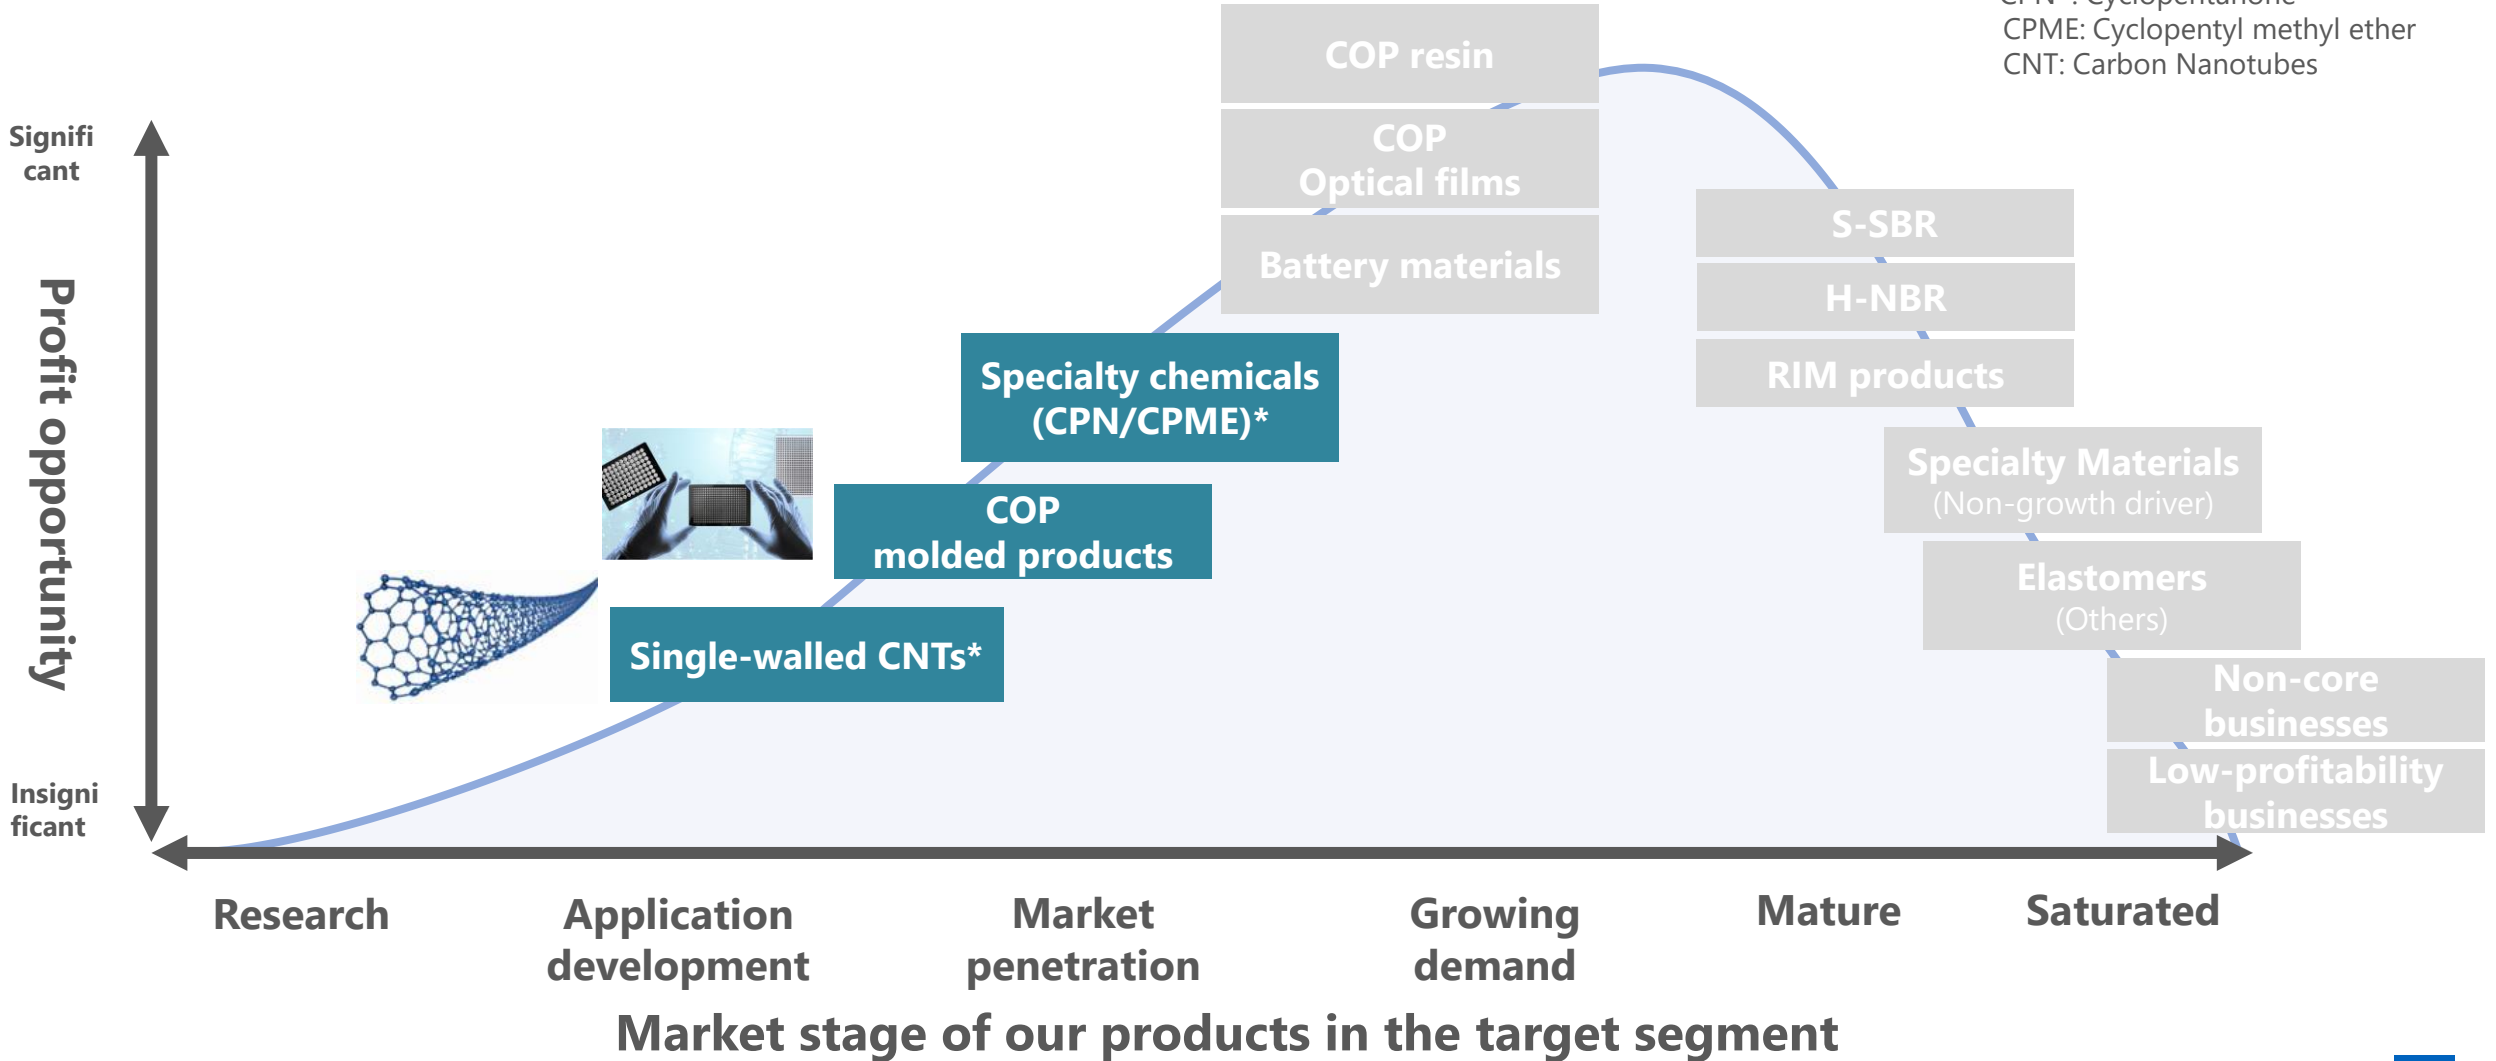 CPN*: Cyclopentanone
CPME: Cyclopentyl methyl ether
CNT: Carbon Nanotubes
Signifi
cant
Profit opportunity
Insigni
ficant
COP resin
COP
Optical films
Battery materials
Specialty chemicals
(CPN/CPME)*
COP
molded products
Single-walled CNTs*
S-SBR
H-NBR
RIM products
Specialty Materials
(Non-growth driver)
Elastomers
(Others)
Non-core
businesses
Low-profitability
businesses
Research
Application
development
Market
penetration
Growing
demand
Mature
Saturated
Market stage of our products in the target segment